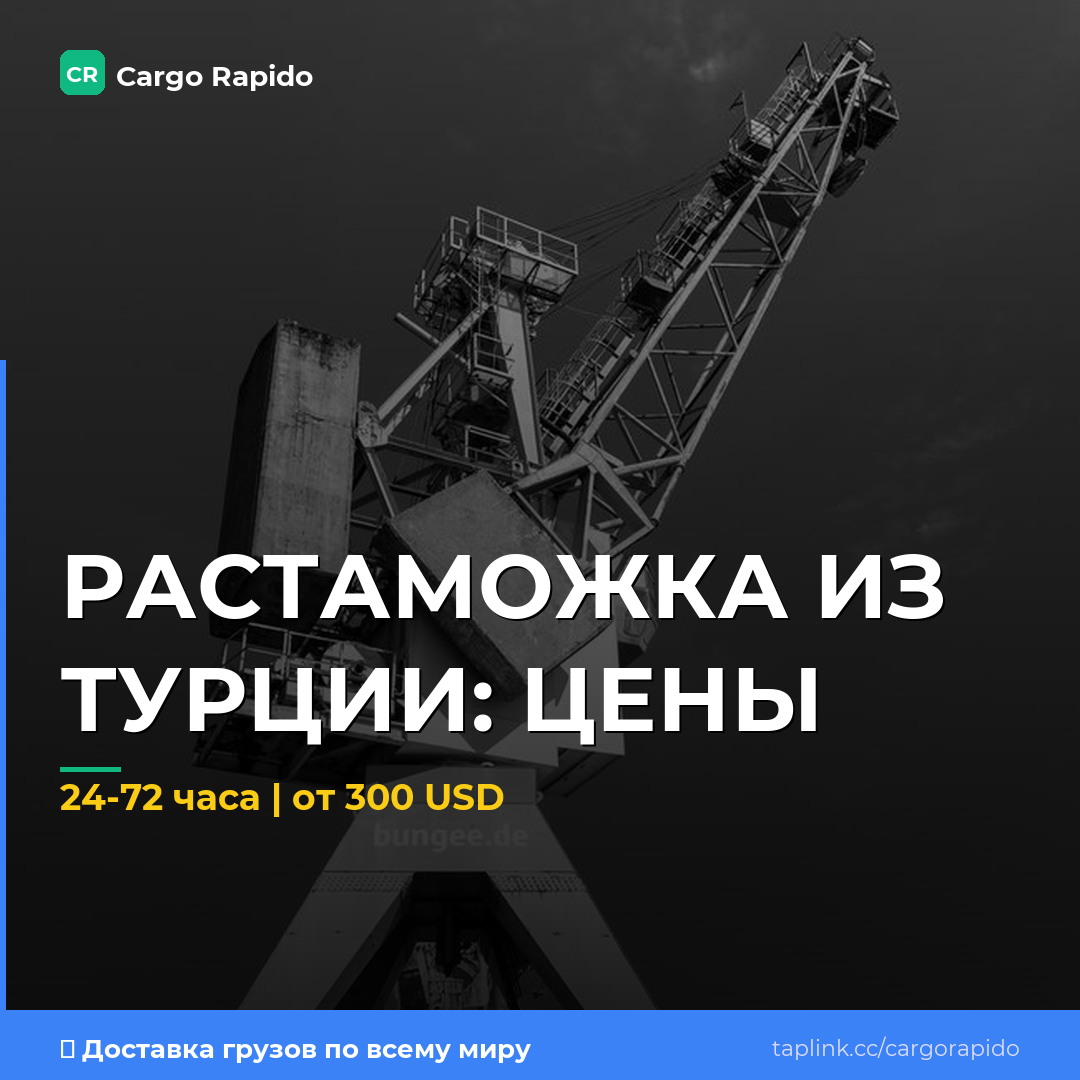 CR Cargo Rapido
РАСТАМОЖКА ИЗ
ТУРЦИИ: ЦЕНЫ
24-72 часа | от 300 USD
bungee.de
Доставка грузов по всему миру
taplink.cc/cargorapido